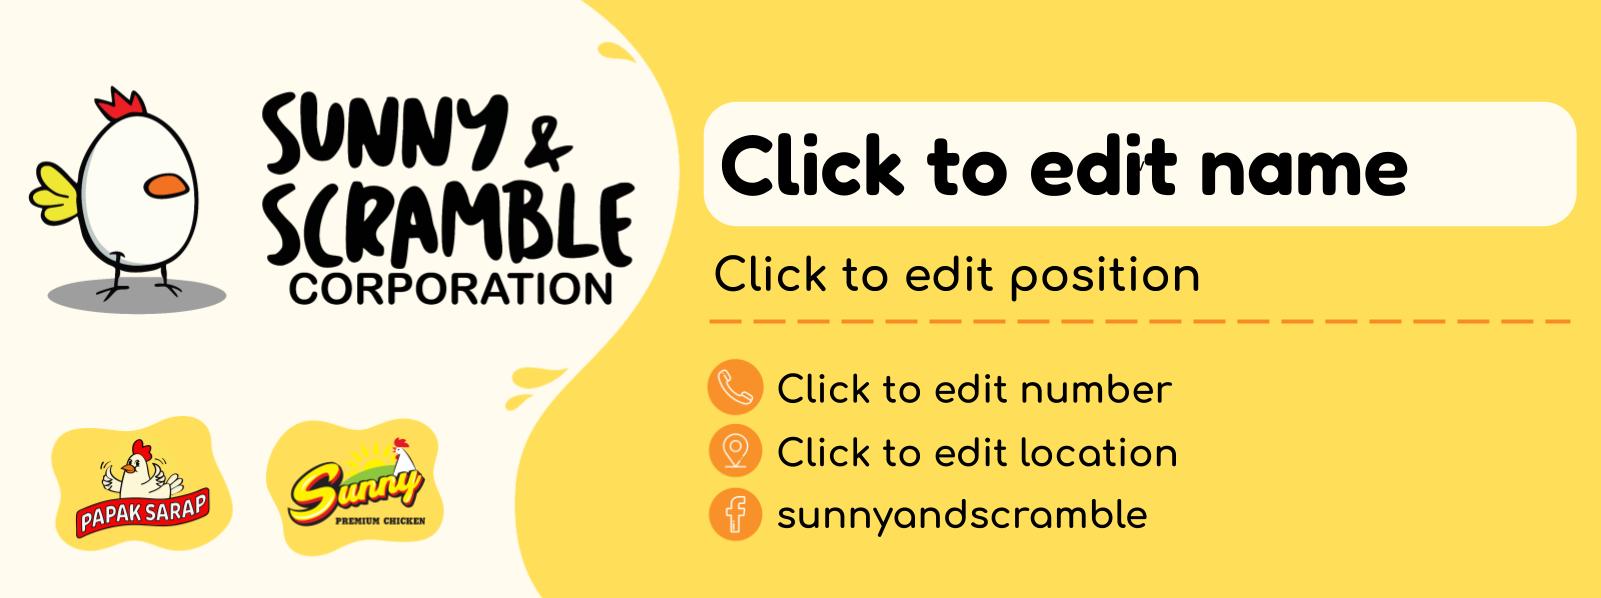 SUNNY &
SCRAMBLE
CORPORATION
PAPAK SARAP
Sunny
PREMIUM CHICKEN
Click to edit name
Click to edit position
Click to edit number
Click to edit location
sunnyandscramble